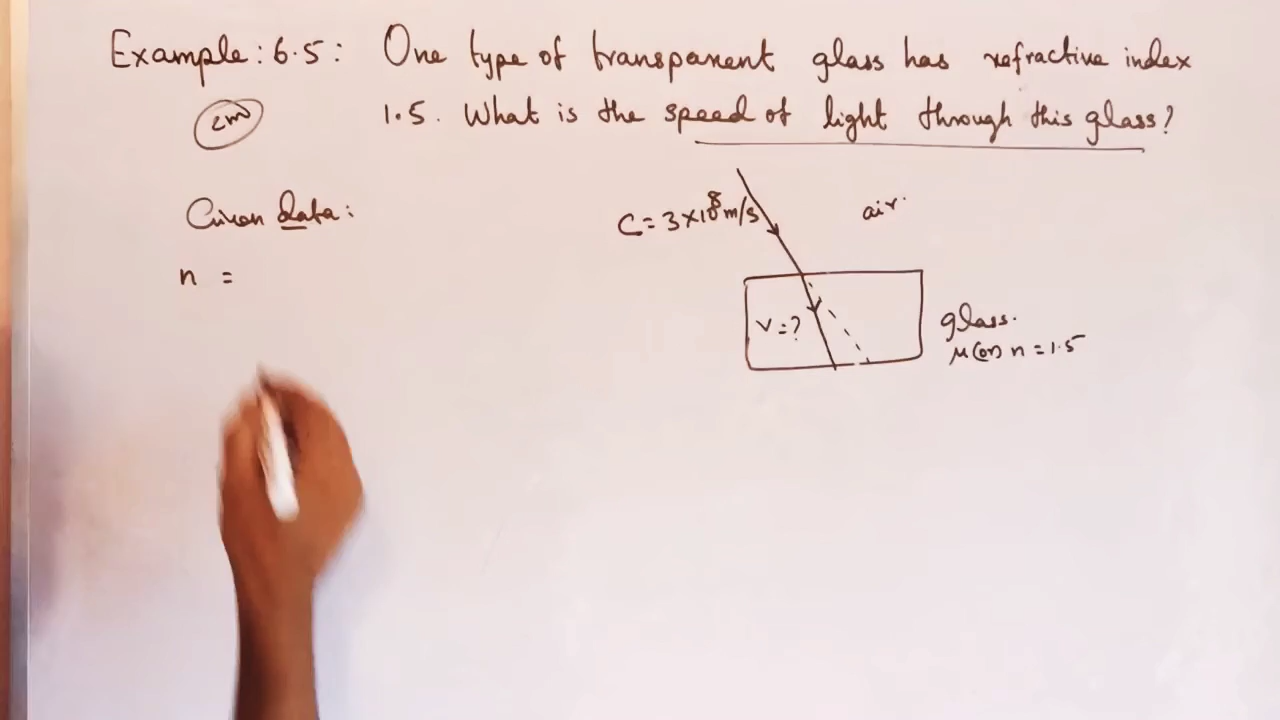 Example: 6.5: One type of transparent glass has refractive index
2m
1.5. What is the speed of light through this glass?
Given data:
n =
C = 3×10⁸ m/s
air.
V = ?
glass.
μ (or) n = 1.5